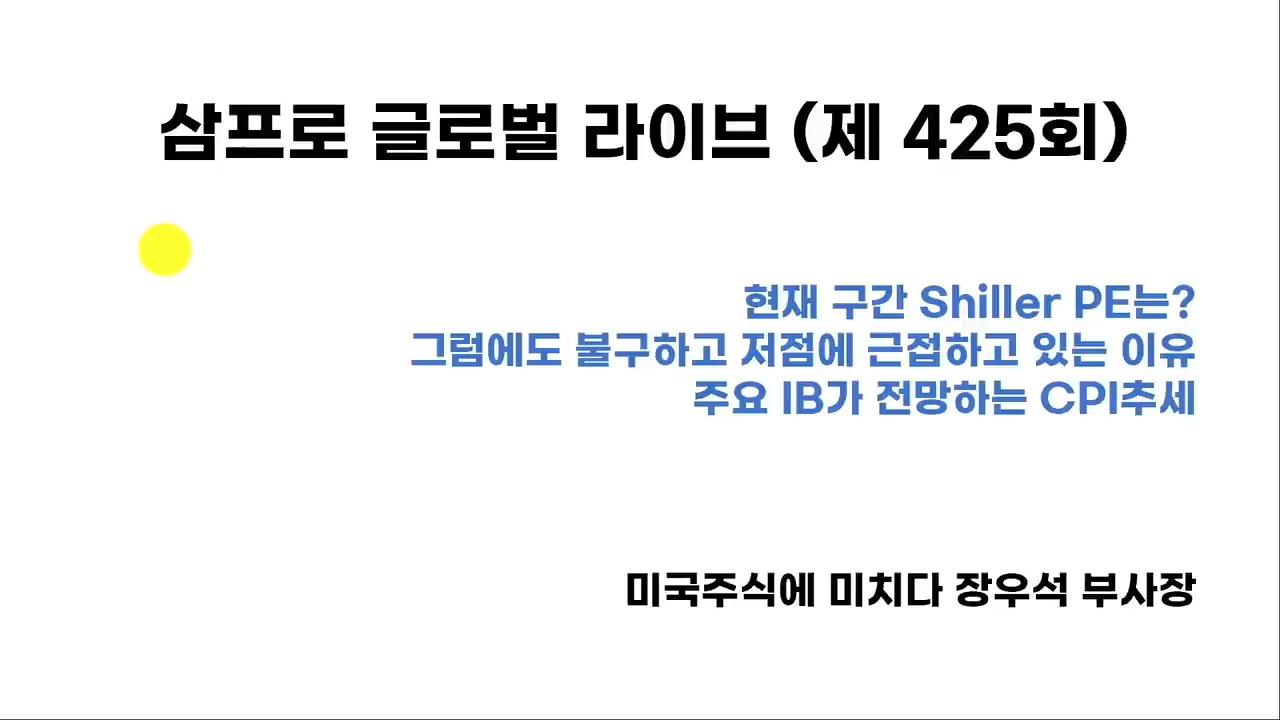 삼프로 글로벌 라이브 (제 425회)
현재 구간 Shiller PE는?
그럼에도 불구하고 저점에 근접하고 있는 이유
주요 IB가 전망하는 CPI추세
미국주식에 미치다 장우석 부사장